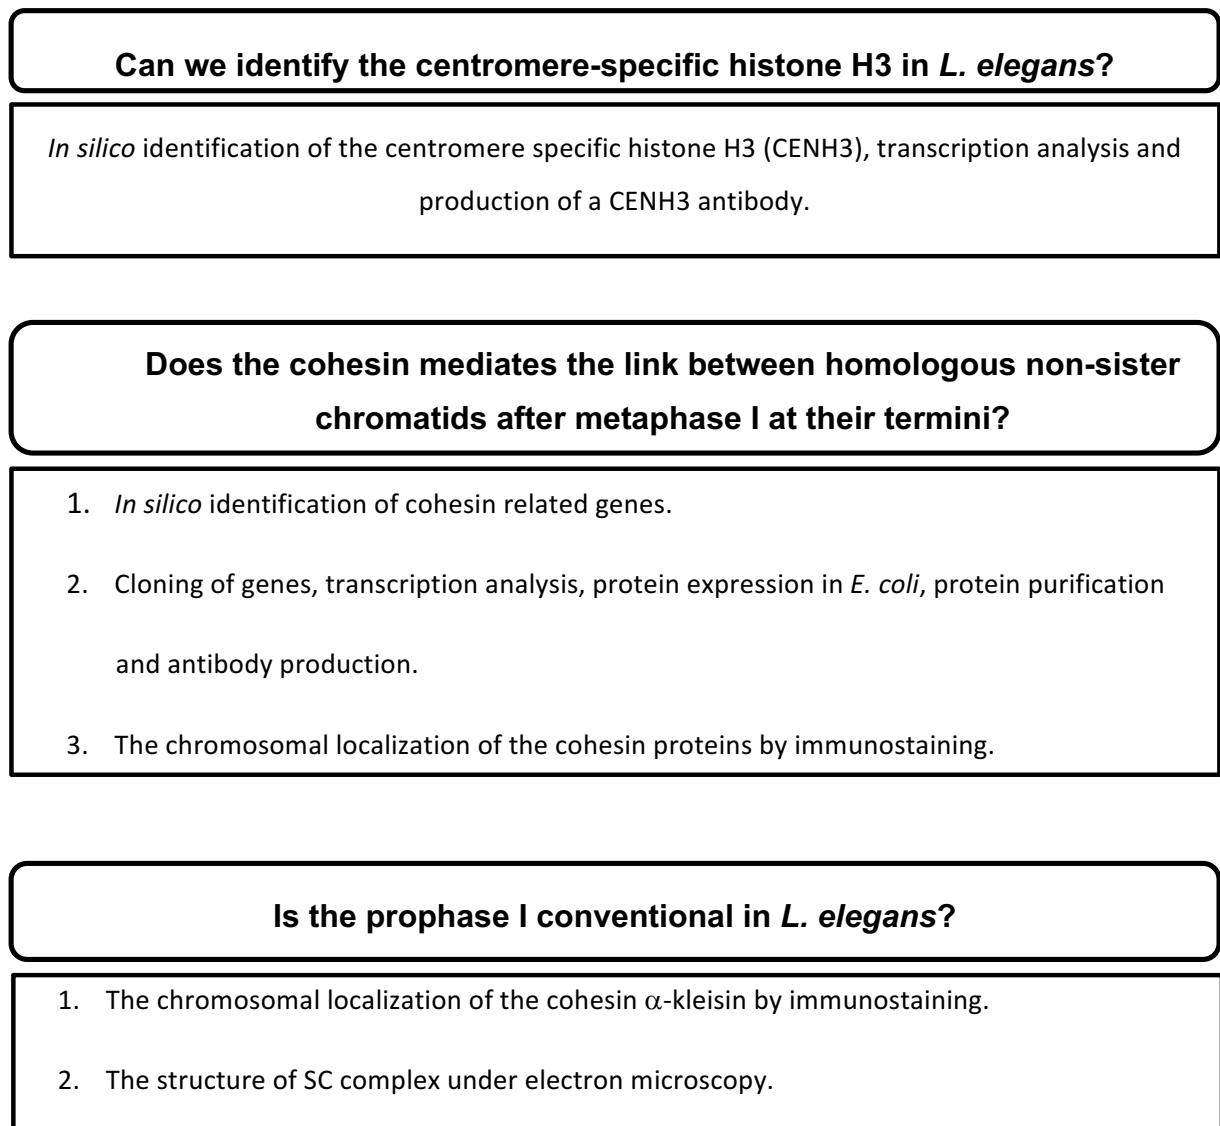 Can we identify the centromere-specific histone H3 in L. elegans?
In silico identification of the centromere specific histone H3 (CENH3), transcription analysis and
production of a CENH3 antibody.
Does the cohesin mediates the link between homologous non-sister
chromatids after metaphase I at their termini?
1. In silico identification of cohesin related genes.
2. Cloning of genes, transcription analysis, protein expression in E. coli, protein purification
and antibody production.
3. The chromosomal localization of the cohesin proteins by immunostaining.
Is the prophase I conventional in L. elegans?
1. The chromosomal localization of the cohesin α-kleisin by immunostaining.
2. The structure of SC complex under electron microscopy.